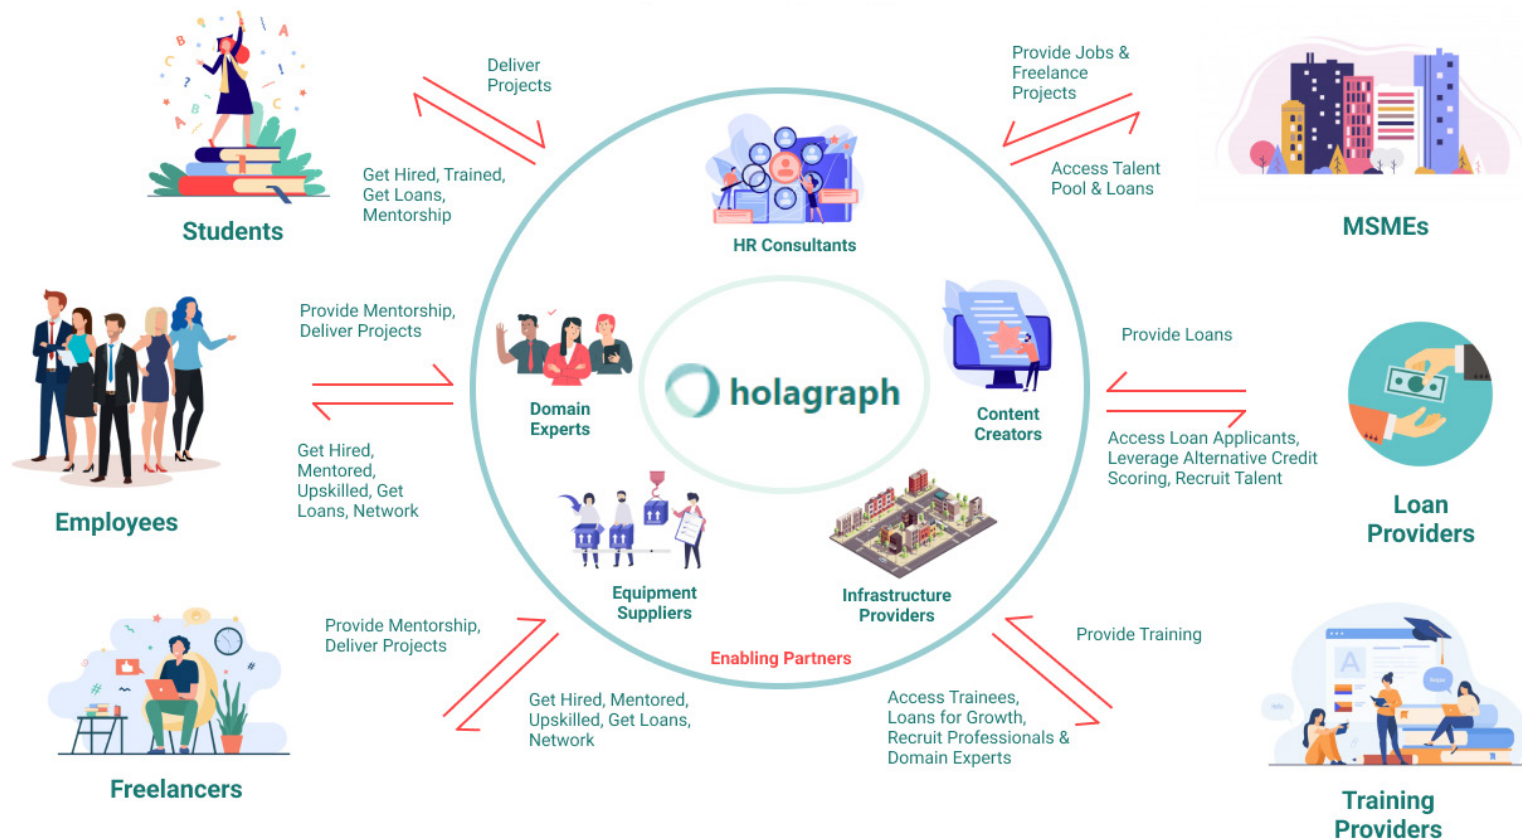 Deliver
Projects
Get Hired, Trained,
Get Loans,
Mentorship
Students
Provide Jobs &
Freelance
Projects
Access Talent
Pool & Loans
MSMEs
HR Consultants
Provide Mentorship,
Deliver Projects
Get Hired,
Mentored,
Upskilled, Get
Loans, Network
Employees
Domain
Experts
holagraph
Content
Creators
Provide Loans
Access Loan Applicants,
Leverage Alternative Credit
Scoring, Recruit Talent
Loan
Providers
Equipment
Suppliers
Infrastructure
Providers
Enabling Partners
Provide Mentorship,
Deliver Projects
Get Hired, Mentored,
Upskilled, Get Loans,
Network
Freelancers
Provide Training
Access Trainees,
Loans for Growth,
Recruit Professionals &
Domain Experts
Training
Providers
A
B
C
?
!
B
C
A
A
#
#